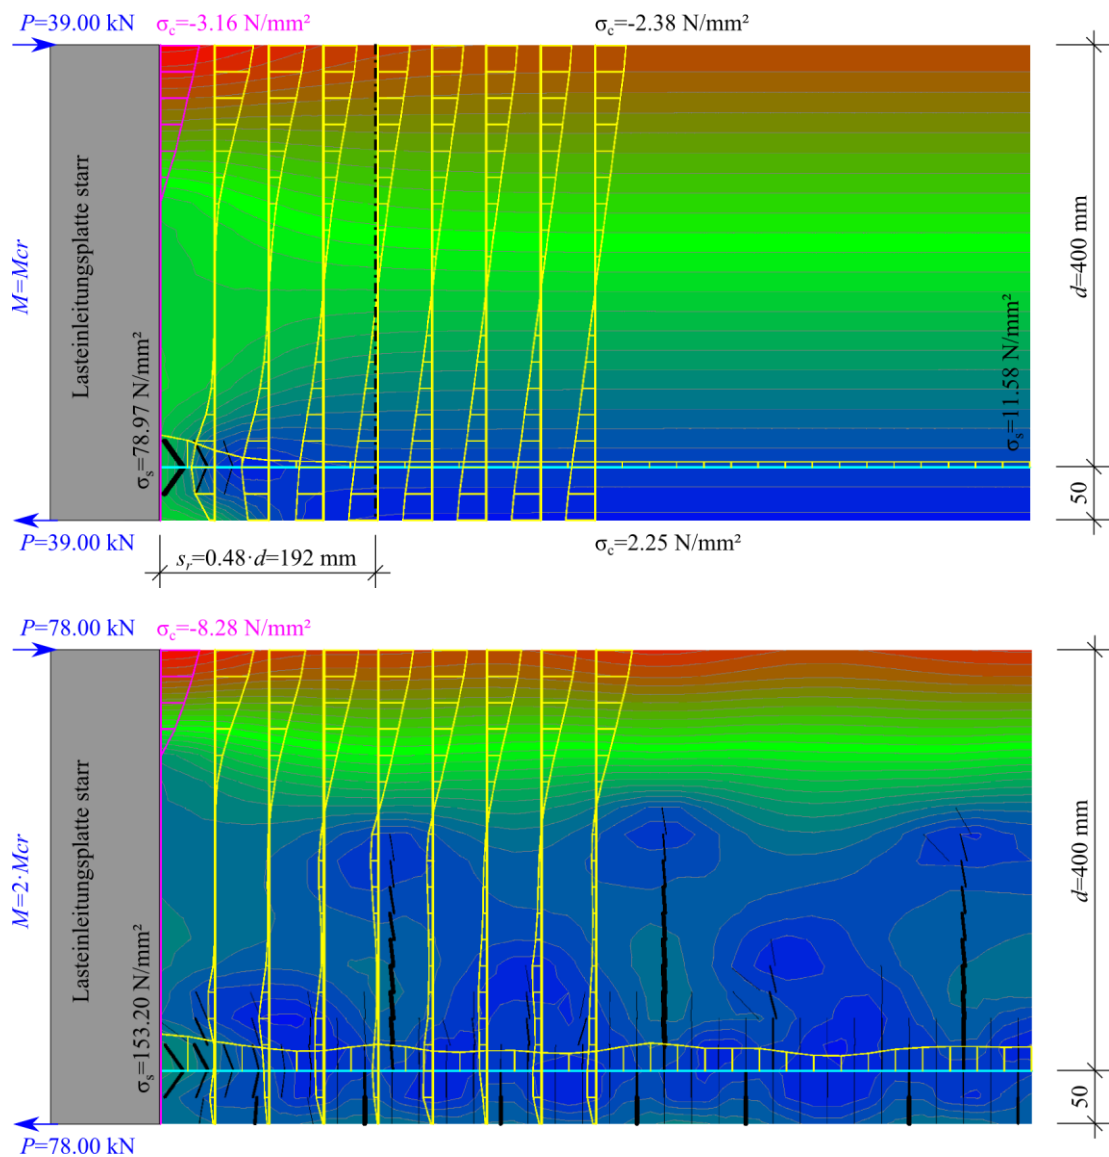 P=39.00 kN
σc=-3.16 N/mm²
σc=-2.38 N/mm²
M=Mcr
Lasteinleitungsplatte starr
σs=78.97 N/mm²
σs=11.58 N/mm²
d=400 mm
50
P=39.00 kN
σc=2.25 N/mm²
sr=0.48·d=192 mm
P=78.00 kN
σc=-8.28 N/mm²
M=2·Mcr
Lasteinleitungsplatte starr
σs=153.20 N/mm²
d=400 mm
50
P=78.00 kN